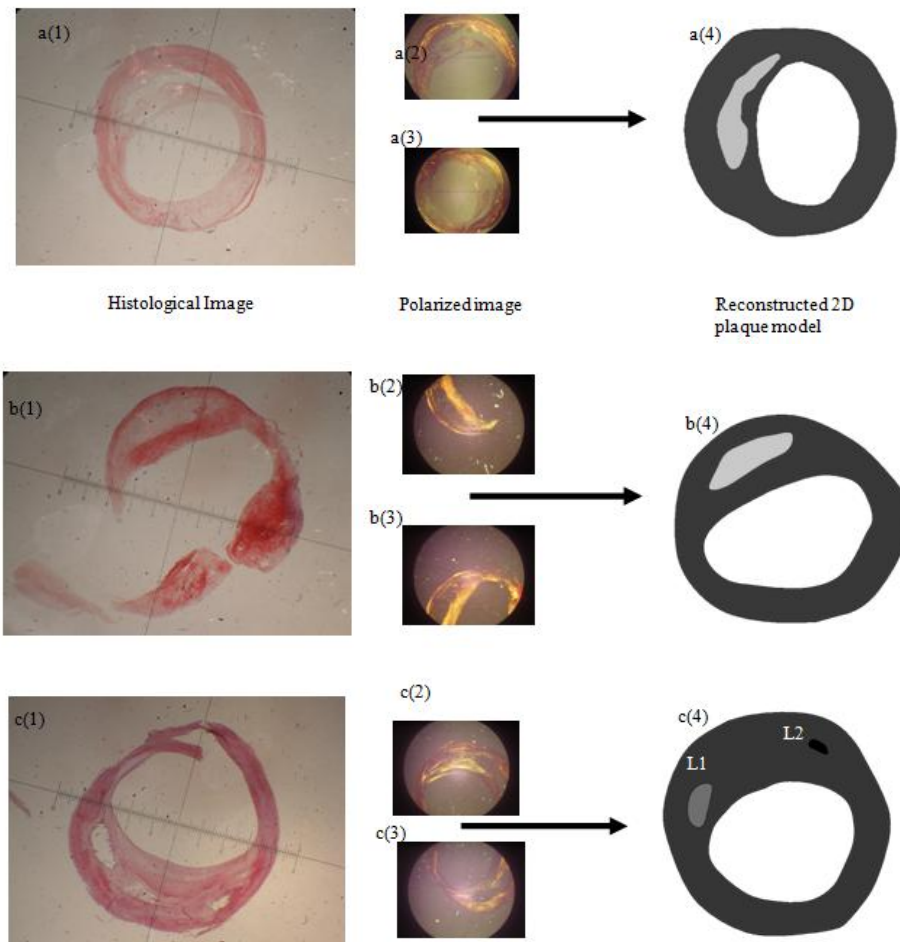 a(1)
a(2)
a(3)
a(4)
Histological Image
Polarized image
Reconstructed 2D
plaque model
b(1)
b(2)
b(3)
b(4)
c(1)
c(2)
c(3)
c(4)
L1
L2